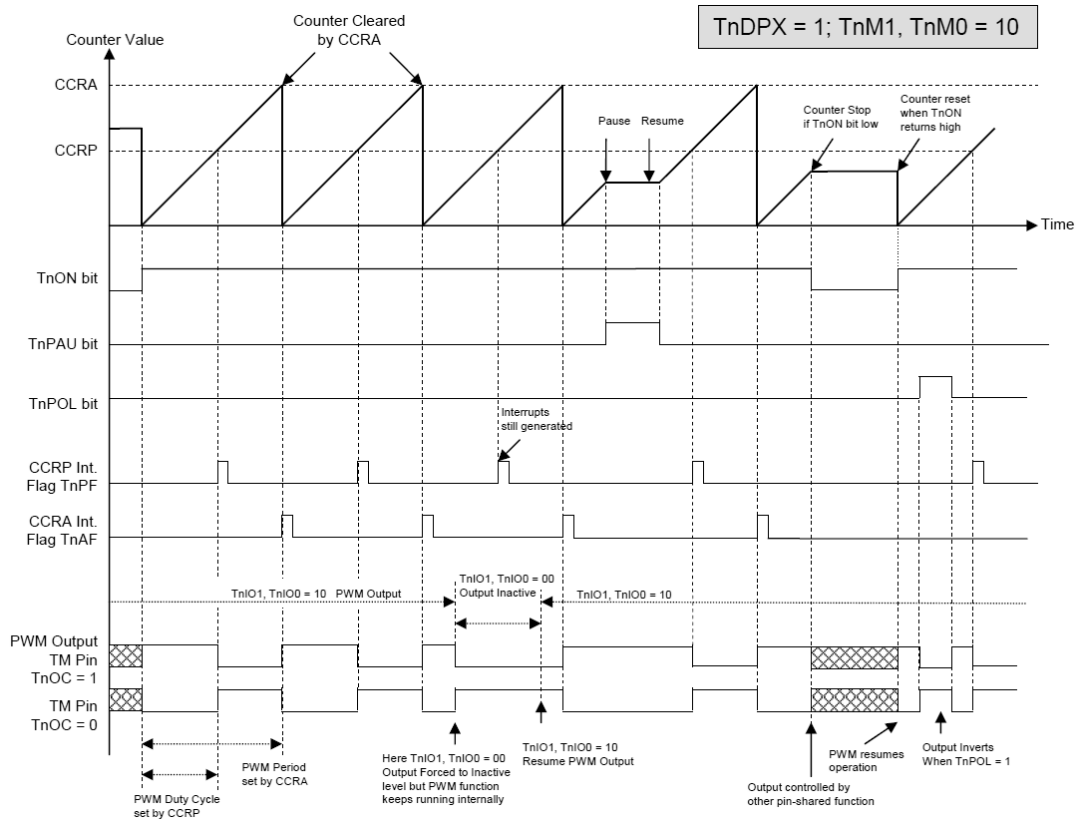 TnDPX = 1; TnM1, TnM0 = 10
Counter Value
Counter Cleared
by CCRA
CCRA
CCRP
Pause
Resume
Counter Stop
if TnON bit low
Counter reset
when TnON
returns high
Time
TnON bit
TnPAU bit
TnPOL bit
Interrupts
still generated
CCRP Int.
Flag TnPF
CCRA Int.
Flag TnAF
TnIO1, TnIO0 = 10 PWM Output
TnIO1, TnIO0 = 00
Output Inactive
TnIO1, TnIO0 = 10
PWM Output
TM Pin
TnOC = 1
TM Pin
TnOC = 0
PWM Period
set by CCRA
PWM Duty Cycle
set by CCRP
Here TnIO1, TnIO0 = 00
Output Forced to Inactive
level but PWM function
keeps running internally
TnIO1, TnIO0 = 10
Resume PWM Output
Output controlled by
other pin-shared function
PWM resumes
operation
Output Inverts
When TnPOL = 1